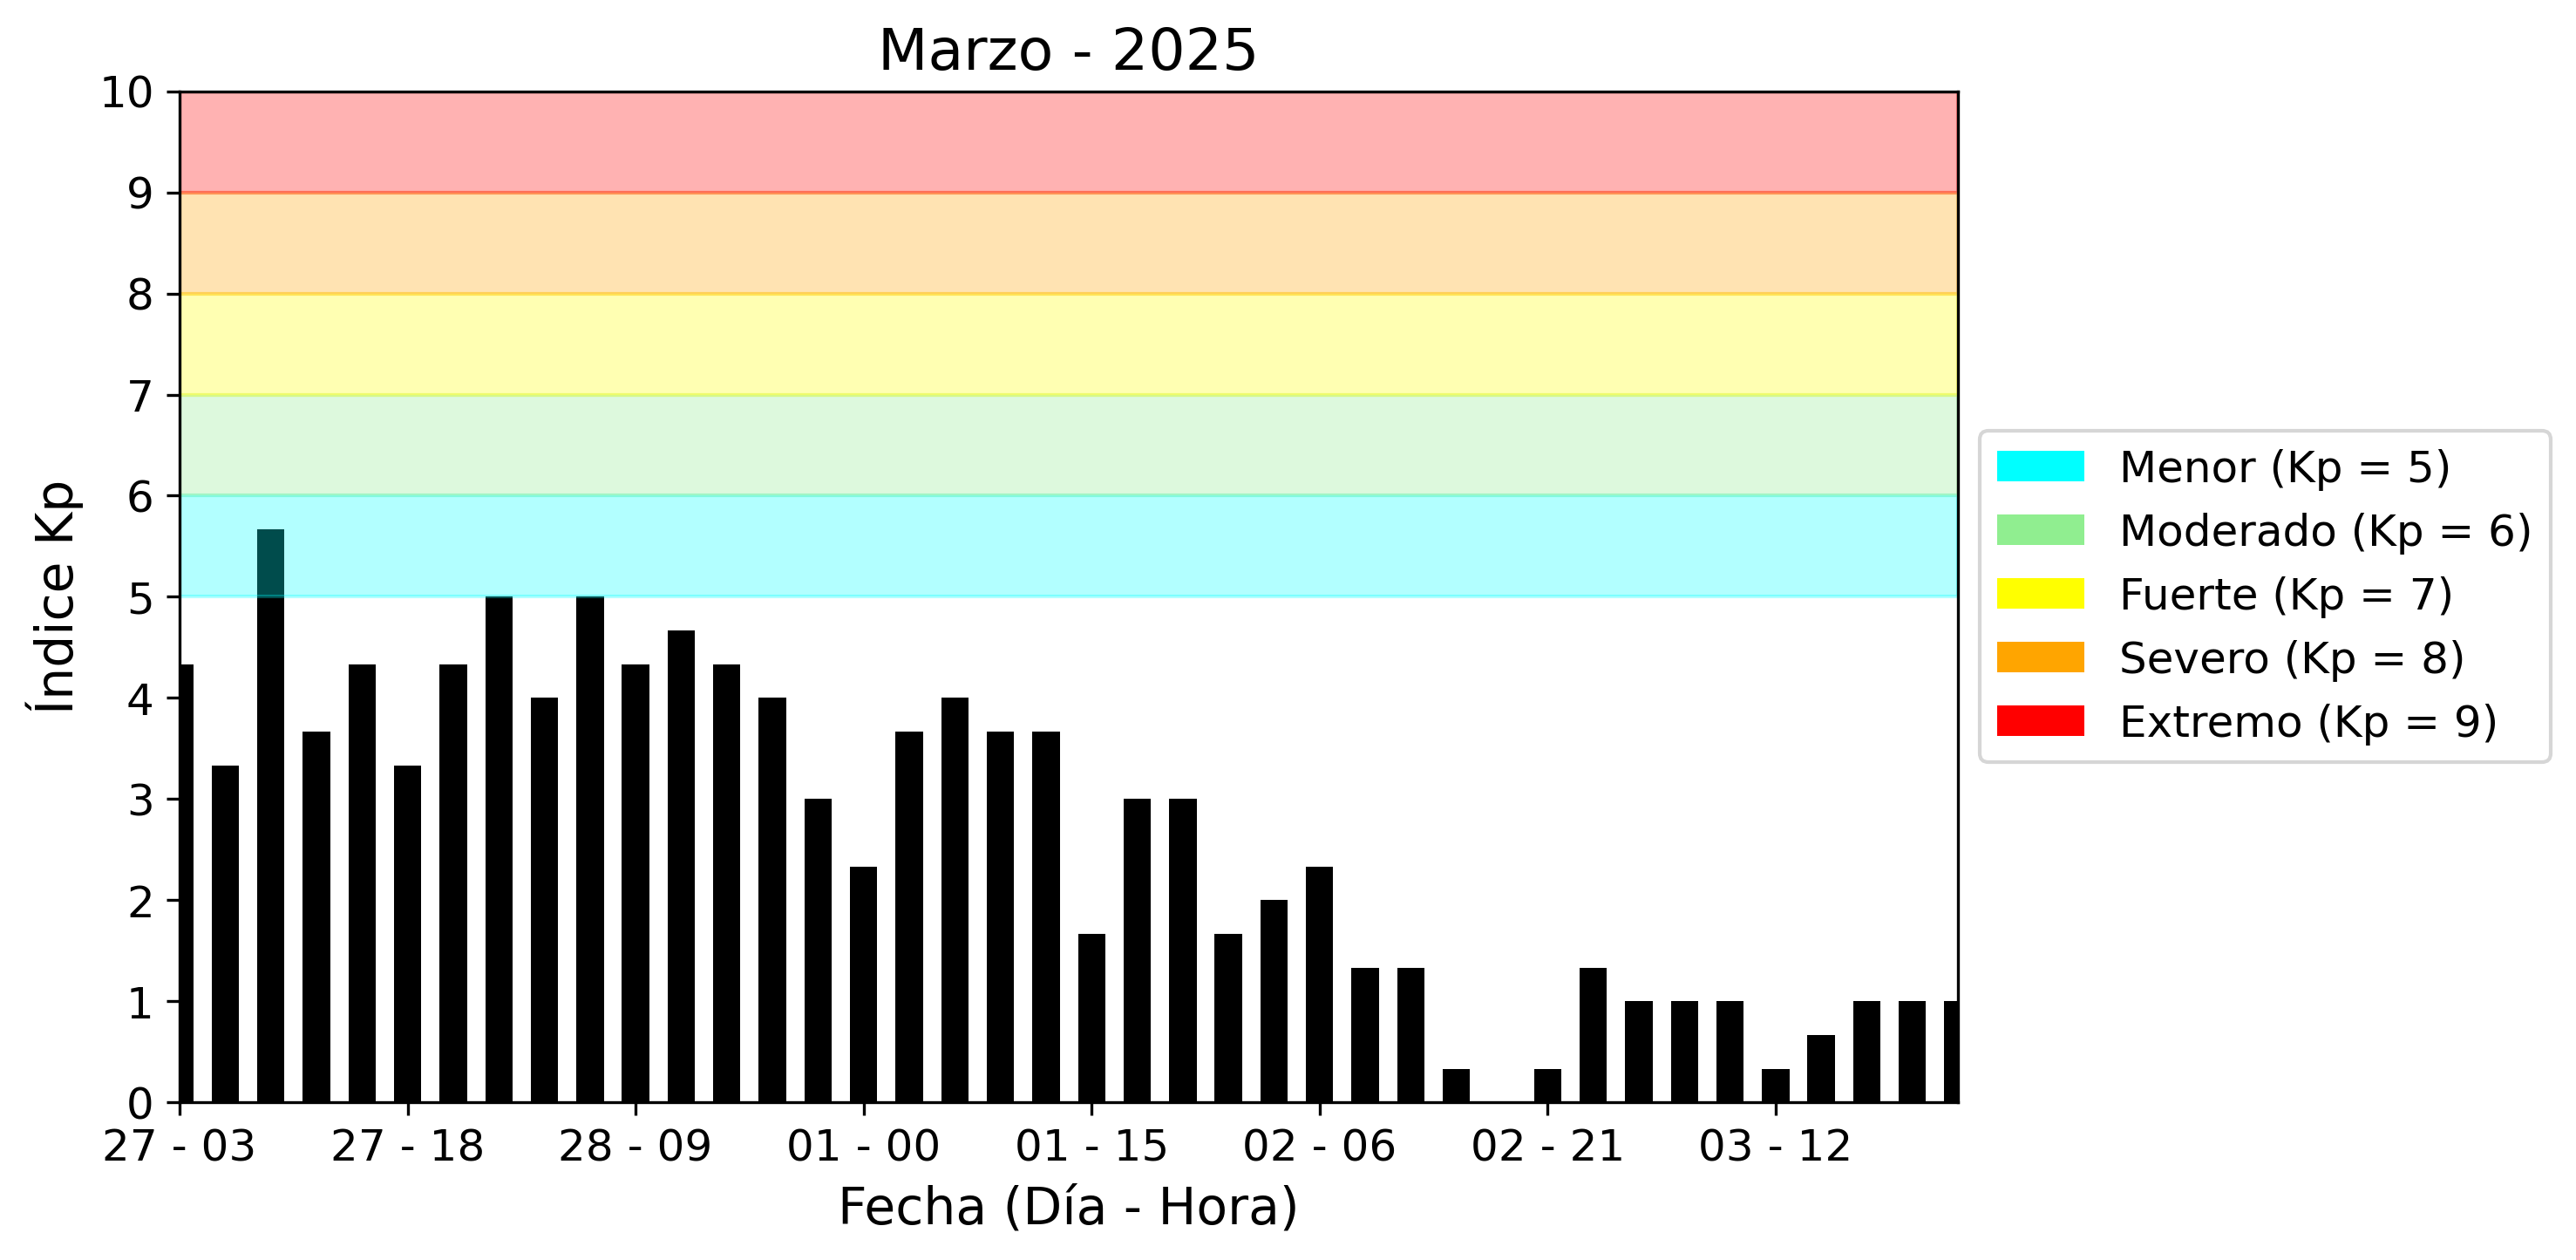 Marzo - 2025
10
9
8
7
6
5
4
3
2
1
0
Índice Kp
27 - 03 27 - 18 28 - 09 01 - 00 01 - 15 02 - 06 02 - 21 03 - 12
Fecha (Día - Hora)
Menor (Kp = 5)
Moderado (Kp = 6)
Fuerte (Kp = 7)
Severo (Kp = 8)
Extremo (Kp = 9)